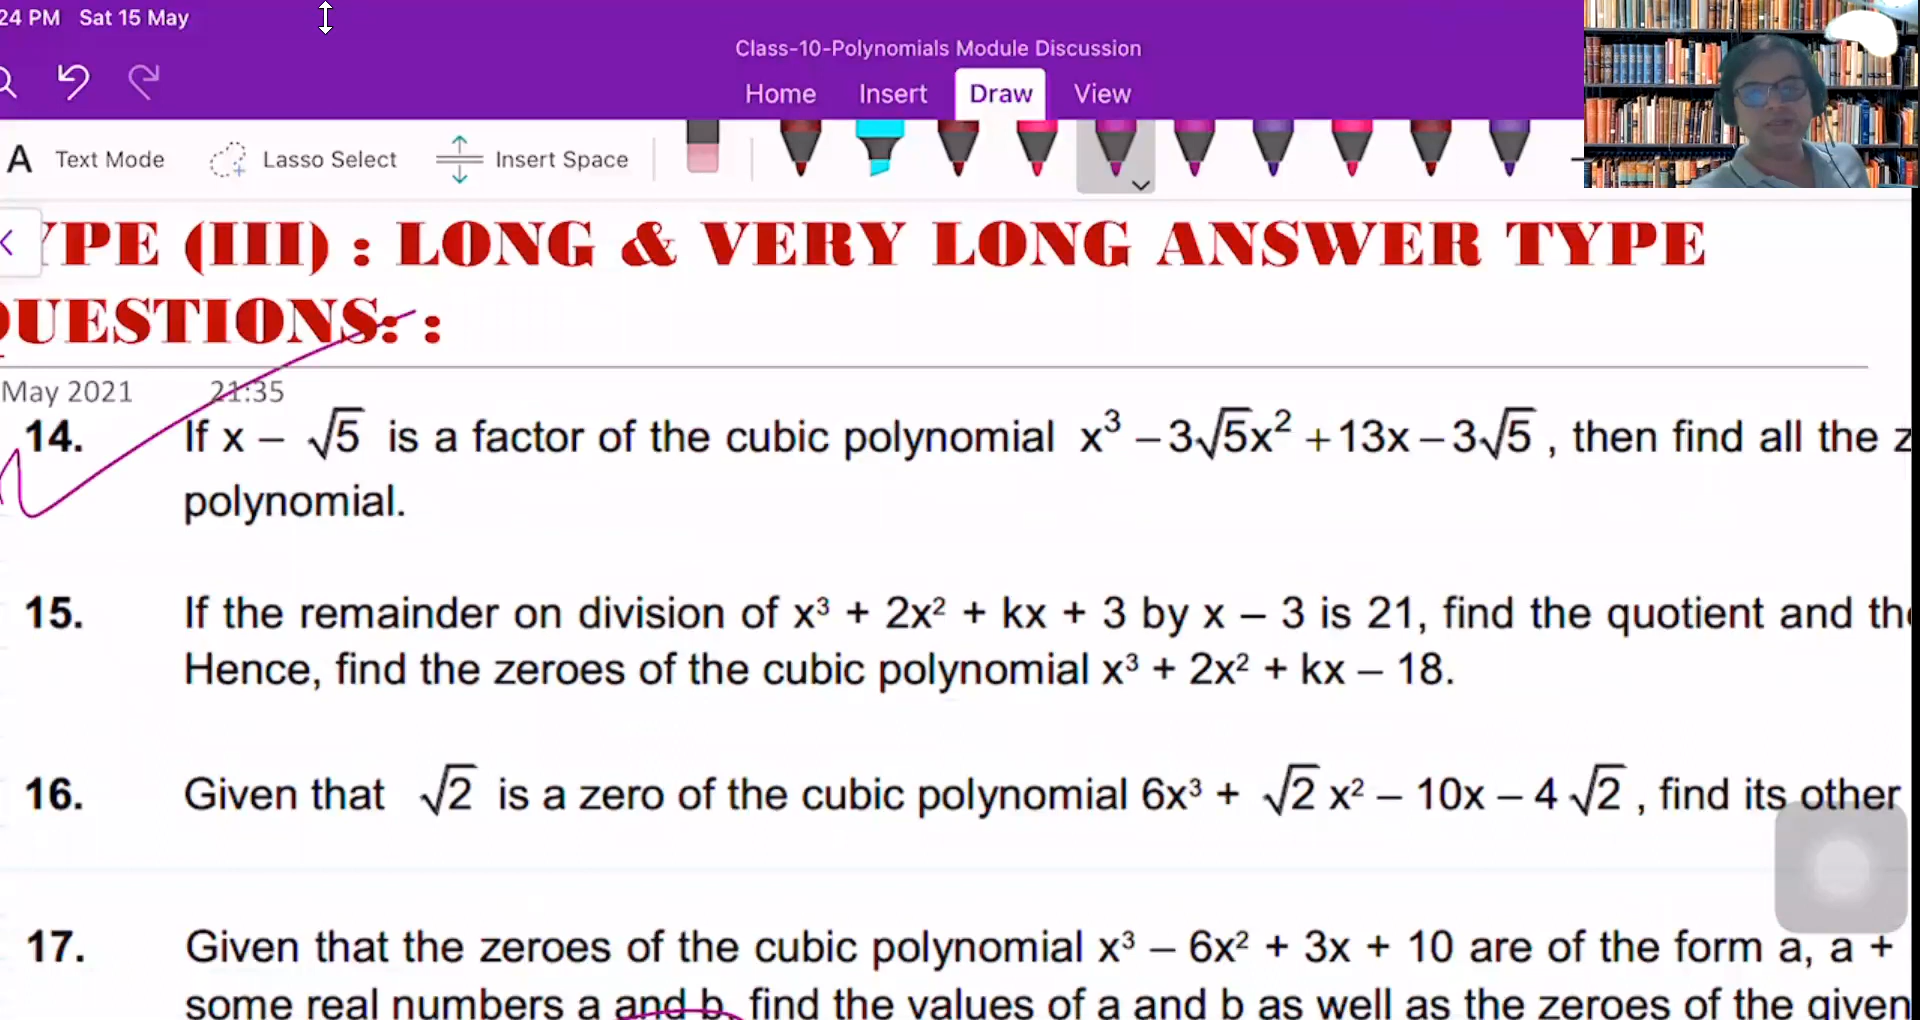 24 PM Sat 15 May
Class-10-Polynomials Module Discussion
Home Insert Draw View
A Text Mode Lasso Select Insert Space
YPE (III) : LONG & VERY LONG ANSWER TYPE
QUESTIONS: :
May 2021 21:35
14. If x – √5 is a factor of the cubic polynomial x³ – 3√5x² + 13x – 3√5 , then find all the z
polynomial.
15. If the remainder on division of x³ + 2x² + kx + 3 by x – 3 is 21, find the quotient and the
Hence, find the zeroes of the cubic polynomial x³ + 2x² + kx – 18.
16. Given that √2 is a zero of the cubic polynomial 6x³ + √2 x² – 10x – 4 √2 , find its other
17. Given that the zeroes of the cubic polynomial x³ – 6x² + 3x + 10 are of the form a, a +
some real numbers a and b, find the values of a and b as well as the zeroes of the given